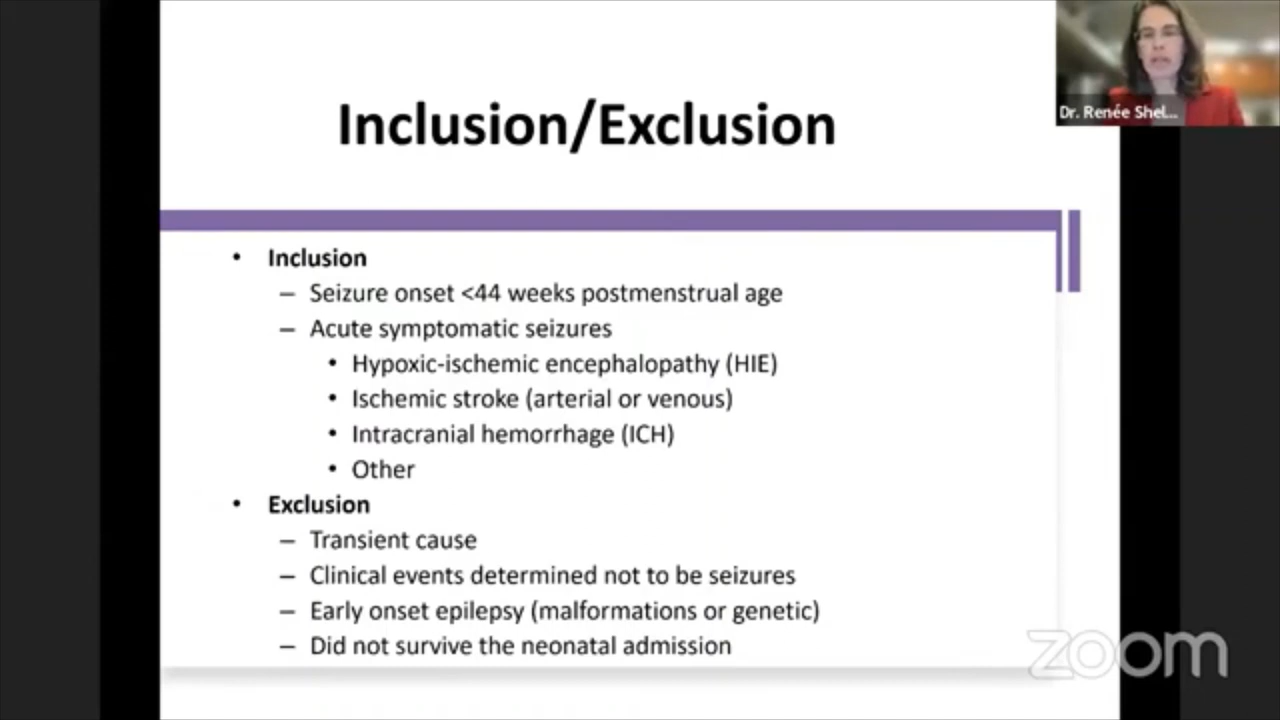 Inclusion/Exclusion
Dr. Renée Shel...
• Inclusion
– Seizure onset <44 weeks postmenstrual age
– Acute symptomatic seizures
• Hypoxic-ischemic encephalopathy (HIE)
• Ischemic stroke (arterial or venous)
• Intracranial hemorrhage (ICH)
• Other
• Exclusion
– Transient cause
– Clinical events determined not to be seizures
– Early onset epilepsy (malformations or genetic)
– Did not survive the neonatal admission
zoom